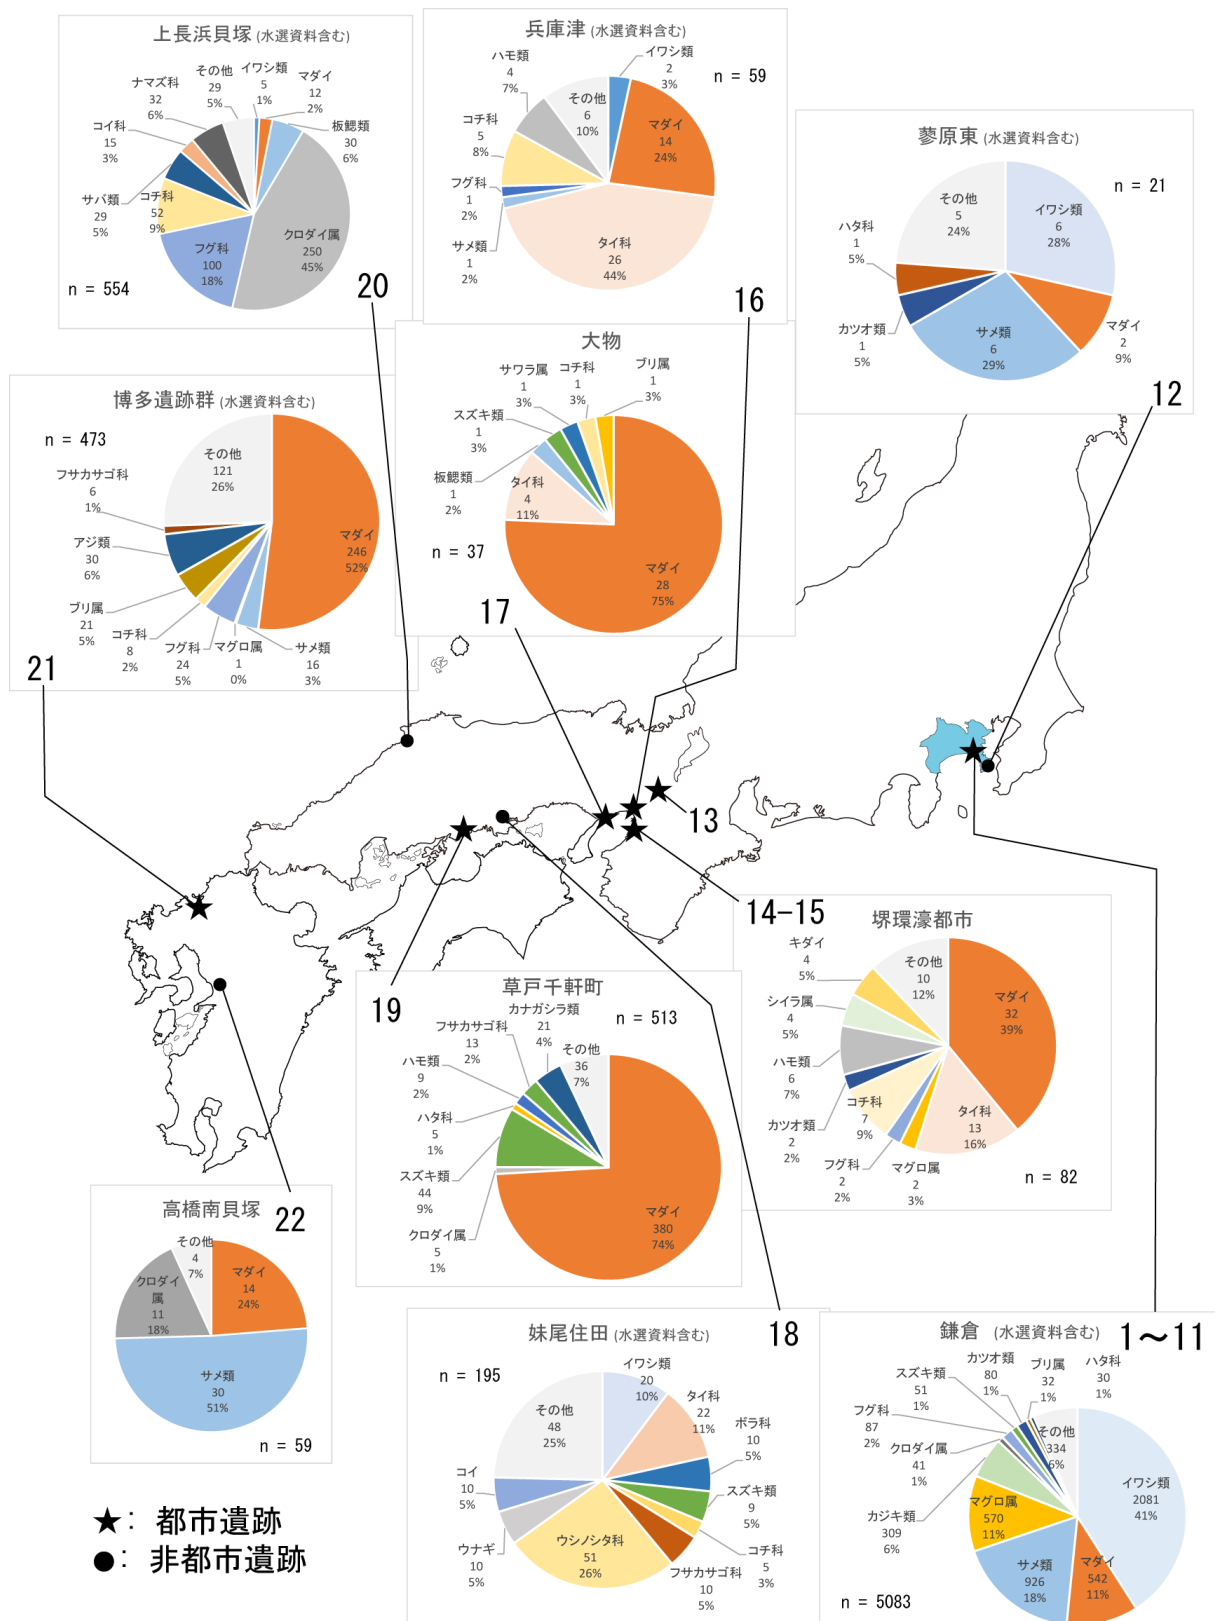 上長浜貝塚 (水選資料含む)
ナマズ科
32
6%
その他
29
5%
イワシ類
5
1%
マダイ
12
2%
板鰓類
30
6%
コイ科
15
3%
サバ類
29
5%
コチ科
52
9%
フグ科
100
18%
クロダイ属
250
45%
n = 554
20
兵庫津 (水選資料含む)
ハモ類
4
7%
その他
6
10%
イワシ類
2
3%
n = 59
マダイ
14
24%
コチ科
5
8%
フグ科
1
2%
サメ類
1
2%
タイ科
26
44%
16
蓼原東 (水選資料含む)
n = 21
その他
5
24%
イワシ類
6
28%
ハタ科
1
5%
カツオ類
1
5%
サメ類
6
29%
マダイ
2
9%
12
博多遺跡群 (水選資料含む)
n = 473
その他
121
26%
フサカサゴ科
6
1%
マダイ
246
52%
アジ類
30
6%
ブリ属
21
5%
コチ科
8
2%
フグ科
24
5%
マグロ属
1
0%
サメ類
16
3%
21
大物
サワラ属
1
3%
コチ科
1
3%
ブリ属
1
3%
スズキ類
1
3%
板鰓類
1
2%
タイ科
4
11%
n = 37
マダイ
28
75%
17
13
14-15
19
堺環濠都市
キダイ
4
5%
その他
10
12%
マダイ
32
39%
シイラ属
4
5%
ハモ類
6
7%
カツオ類
2
2%
コチ科
7
9%
フグ科
2
2%
マグロ属
2
3%
タイ科
13
16%
n = 82
草戸千軒町
カナガシラ類
21
4%
n = 513
フサカサゴ科
13
2%
その他
36
7%
ハモ類
9
2%
ハタ科
5
1%
スズキ類
44
9%
クロダイ属
5
1%
マダイ
380
74%
高橋南貝塚
22
その他
4
7%
マダイ
14
24%
クロダイ
属
11
18%
サメ類
30
51%
n = 59
妹尾住田 (水選資料含む)
18
n = 195
イワシ類
20
10%
タイ科
22
11%
ボラ科
10
5%
スズキ類
9
5%
コチ科
5
3%
フサカサゴ科
10
5%
ウシノシタ科
51
26%
ウナギ
10
5%
コイ
10
5%
その他
48
25%
鎌倉 (水選資料含む)
1～11
カツオ類
80
1%
ブリ属
32
1%
ハタ科
30
1%
スズキ類
51
1%
フグ科
87
2%
クロダイ属
41
1%
カジキ類
309
6%
その他
334
6%
イワシ類
2081
41%
マグロ属
570
11%
サメ類
926
18%
マダイ
542
11%
n = 5083
★: 都市遺跡
●: 非都市遺跡